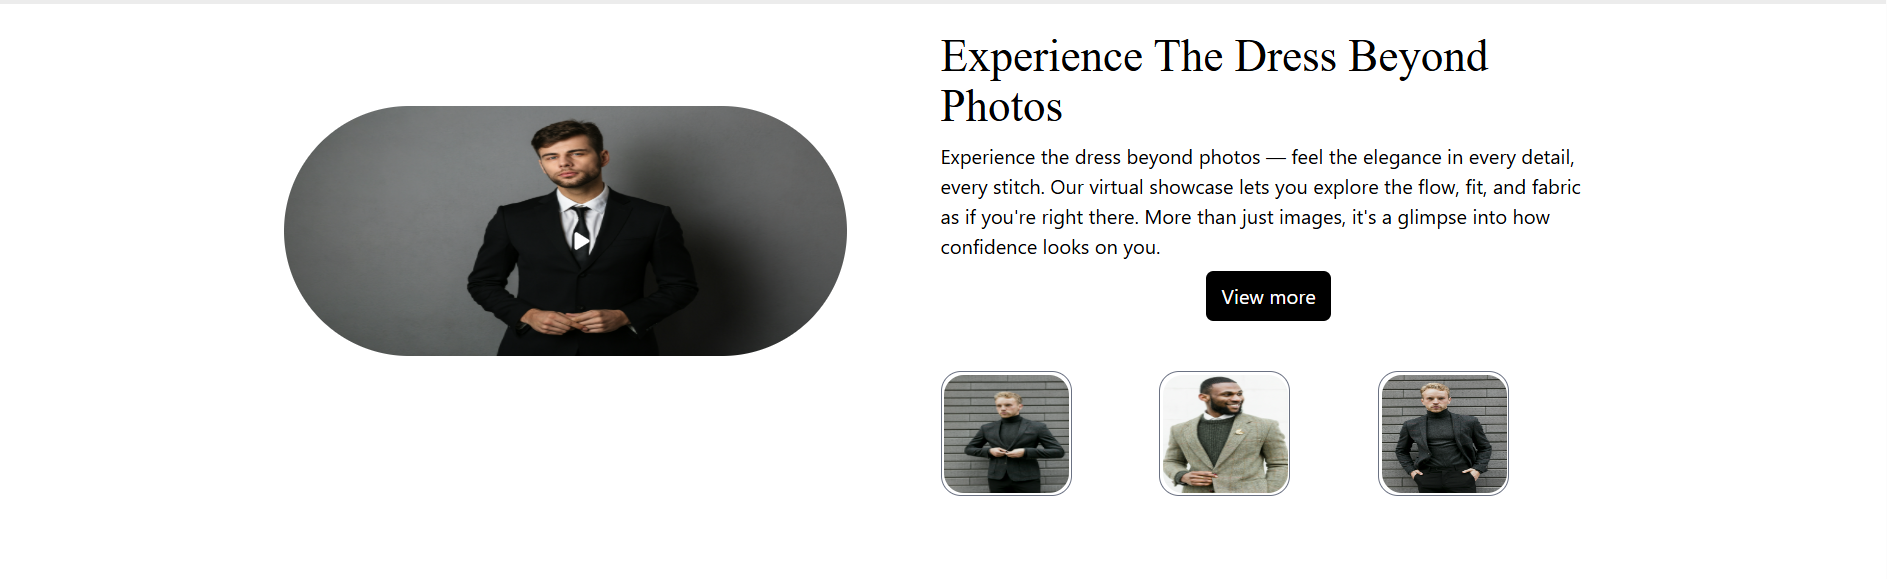 Experience The Dress Beyond
Photos
Experience the dress beyond photos — feel the elegance in every detail,
every stitch. Our virtual showcase lets you explore the flow, fit, and fabric
as if you're right there. More than just images, it's a glimpse into how
confidence looks on you.
View more